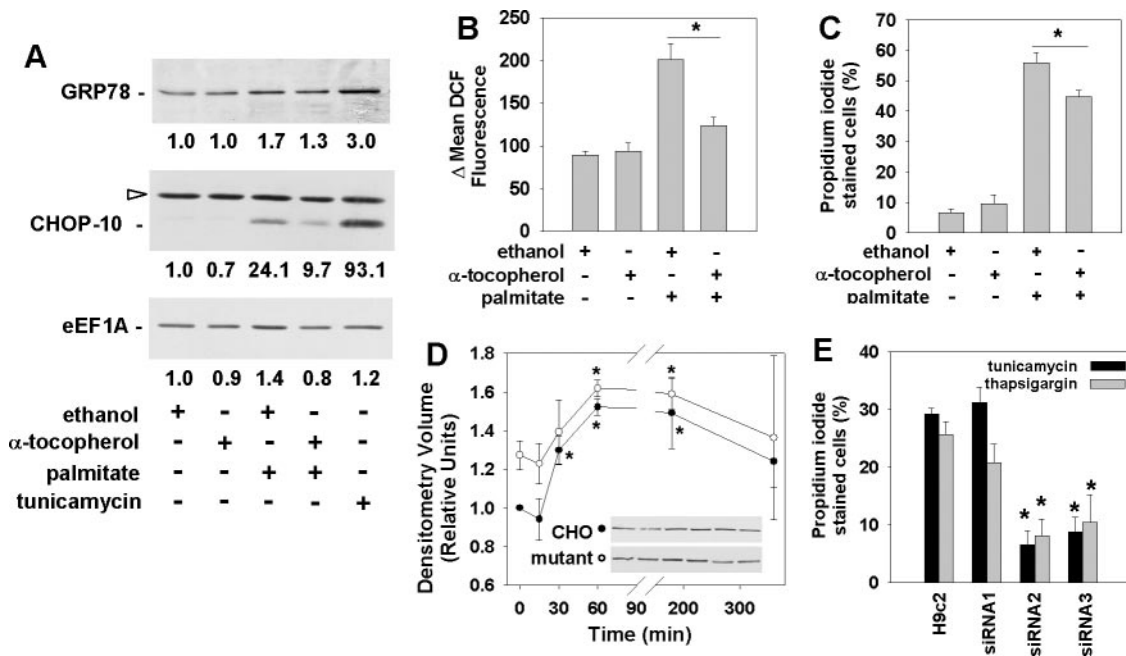 A
GRP78 -
1.0 1.0 1.7 1.3 3.0
CHOP-10 -
1.0 0.7 24.1 9.7 93.1
eEF1A -
1.0 0.9 1.4 0.8 1.2
ethanol + - + - -
α-tocopherol - + - + -
palmitate - - + + -
tunicamycin - - - - +
B
Δ Mean DCF
Fluorescence
250
200
150
100
50
0
*
ethanol + - + -
α-tocopherol - + - +
palmitate - - + +
C
Propidium iodide
stained cells (%)
70
60
50
40
30
20
10
0
*
ethanol + - + -
α-tocopherol - + - +
palmitate - - + +
D
Densitometry Volume
(Relative Units)
1.8
1.6
1.4
1.2
1.0
0.8
0.6
* *
* * *
CHO
mutant
0 30 60 90 200 300
Time (min)
E
Propidium iodide
stained cells (%)
40
30
20
10
0
tunicamycin
thapsigargin
* * * *
H9c2 siRNA1 siRNA2 siRNA3